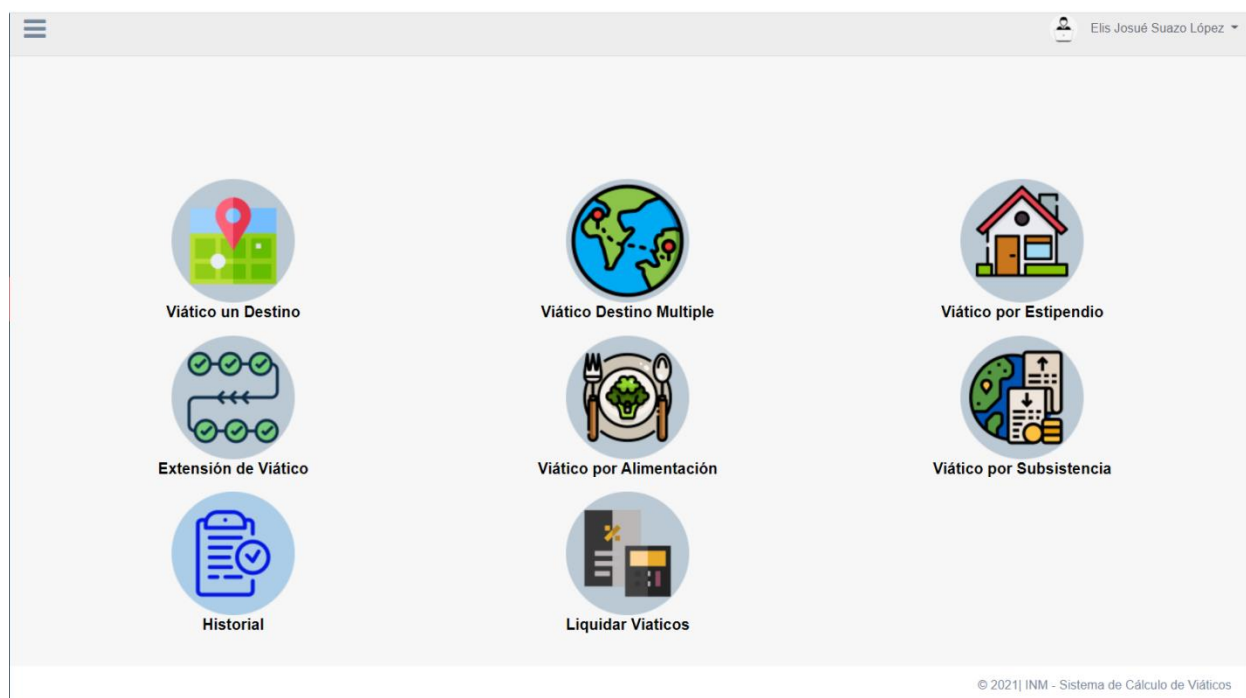 Elis Josué Suazo López
Viático un Destino
Viático Destino Multiple
Viático por Estipendio
Extensión de Viático
Viático por Alimentación
Viático por Subsistencia
Historial
Liquidar Viaticos
© 2021| INM - Sistema de Cálculo de Viáticos